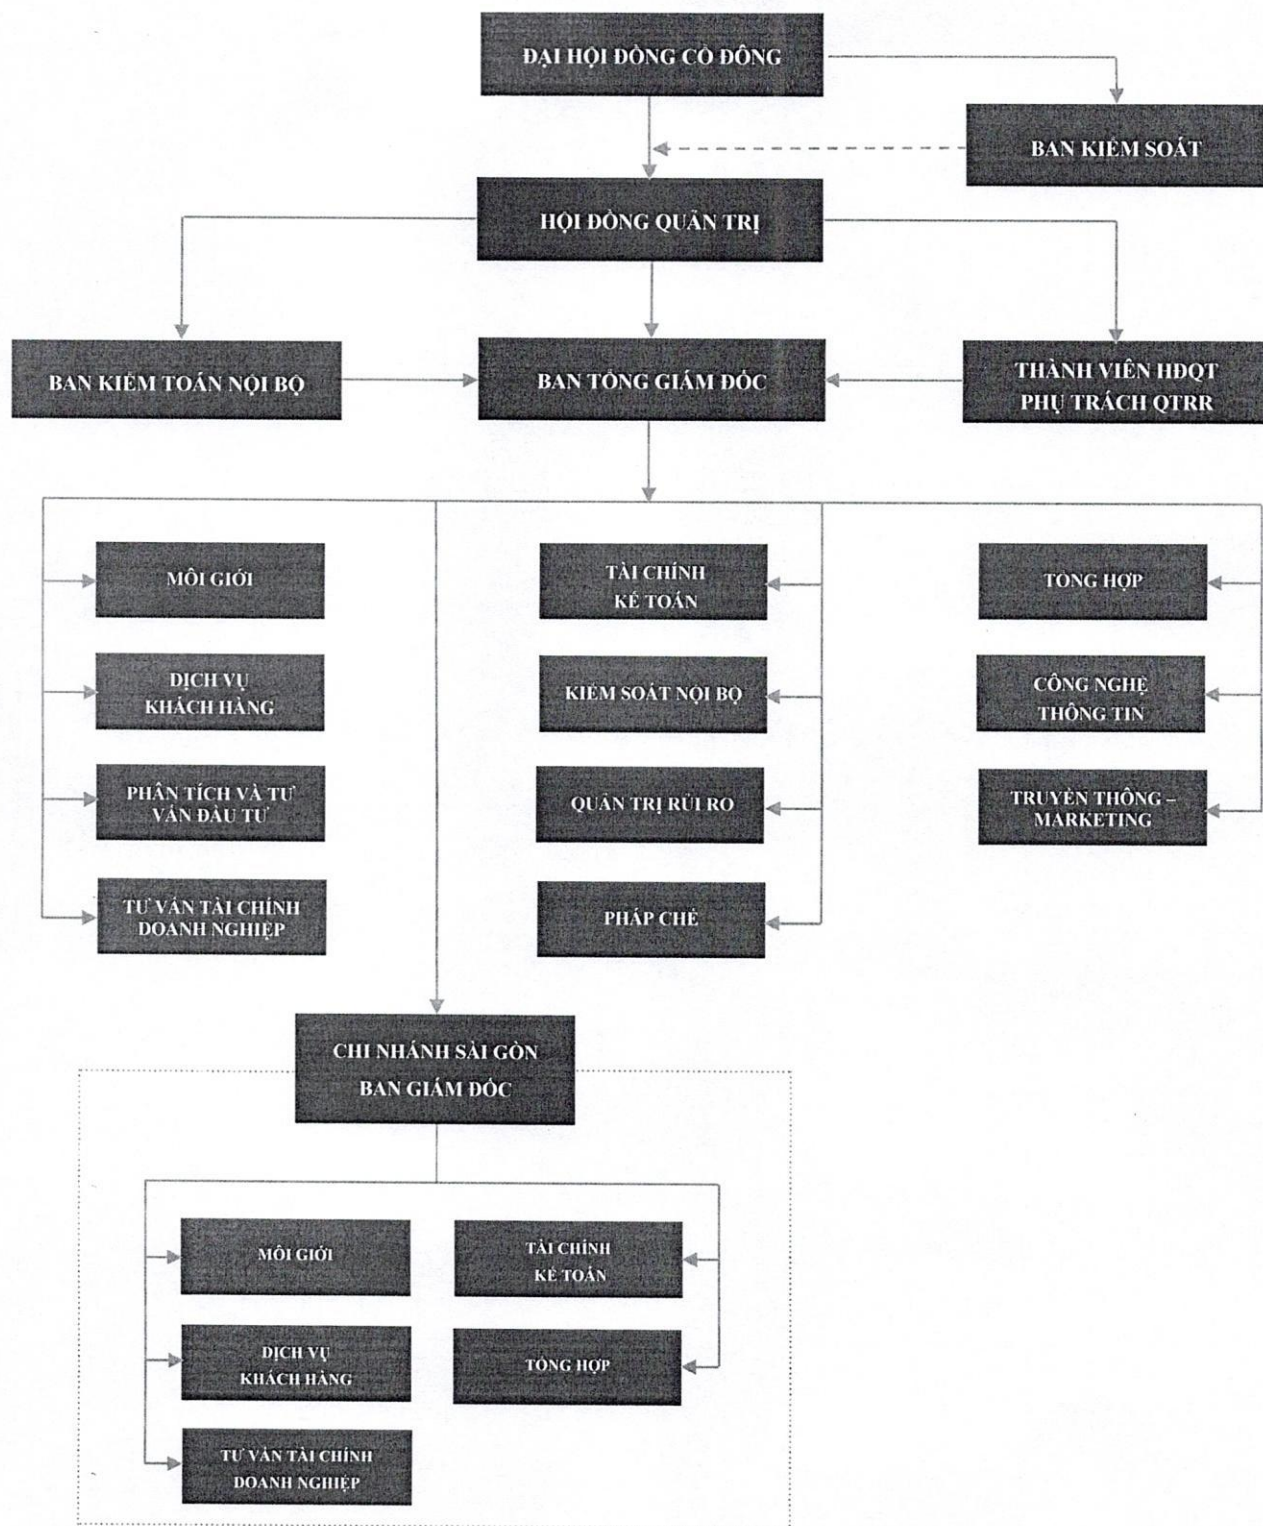 ĐẠI HỘI ĐỒNG CỔ ĐÔNG
BAN KIỂM SOÁT
HỘI ĐỒNG QUẢN TRỊ
BAN KIỂM TOÁN NỘI BỘ
BAN TỔNG GIÁM ĐỐC
THÀNH VIÊN HĐQT
PHỤ TRÁCH QTRR
MÔI GIỚI
DỊCH VỤ
KHÁCH HÀNG
PHÂN TÍCH VÀ TƯ
VẤN ĐẦU TƯ
TƯ VẤN TÀI CHÍNH
DOANH NGHIỆP
TÀI CHÍNH
KẾ TOÁN
KIỂM SOÁT NỘI BỘ
QUẢN TRỊ RỦI RO
PHÁP CHẾ
TỔNG HỢP
CÔNG NGHỆ
THÔNG TIN
TRUYỀN THÔNG –
MARKETING
CHI NHÁNH SÀI GÒN
BAN GIÁM ĐỐC
MÔI GIỚI
DỊCH VỤ
KHÁCH HÀNG
TƯ VẤN TÀI CHÍNH
DOANH NGHIỆP
TÀI CHÍNH
KẾ TOÁN
TỔNG HỢP